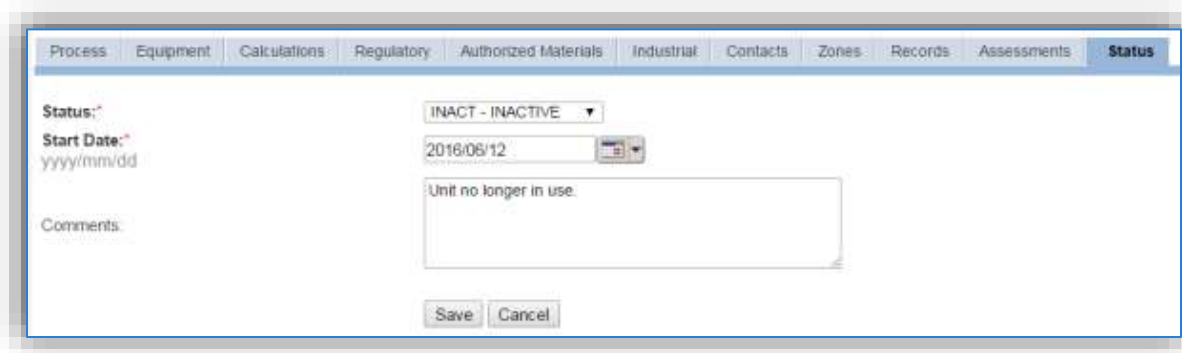 Process Equipment Calculations Regulatory Authorized Materials Industrial Contacts Zones Records Assessments Status
Status:* INACT - INACTIVE
Start Date:* 2016/06/12
yyyy/mm/dd
Unit no longer in use.
Comments:
Save Cancel